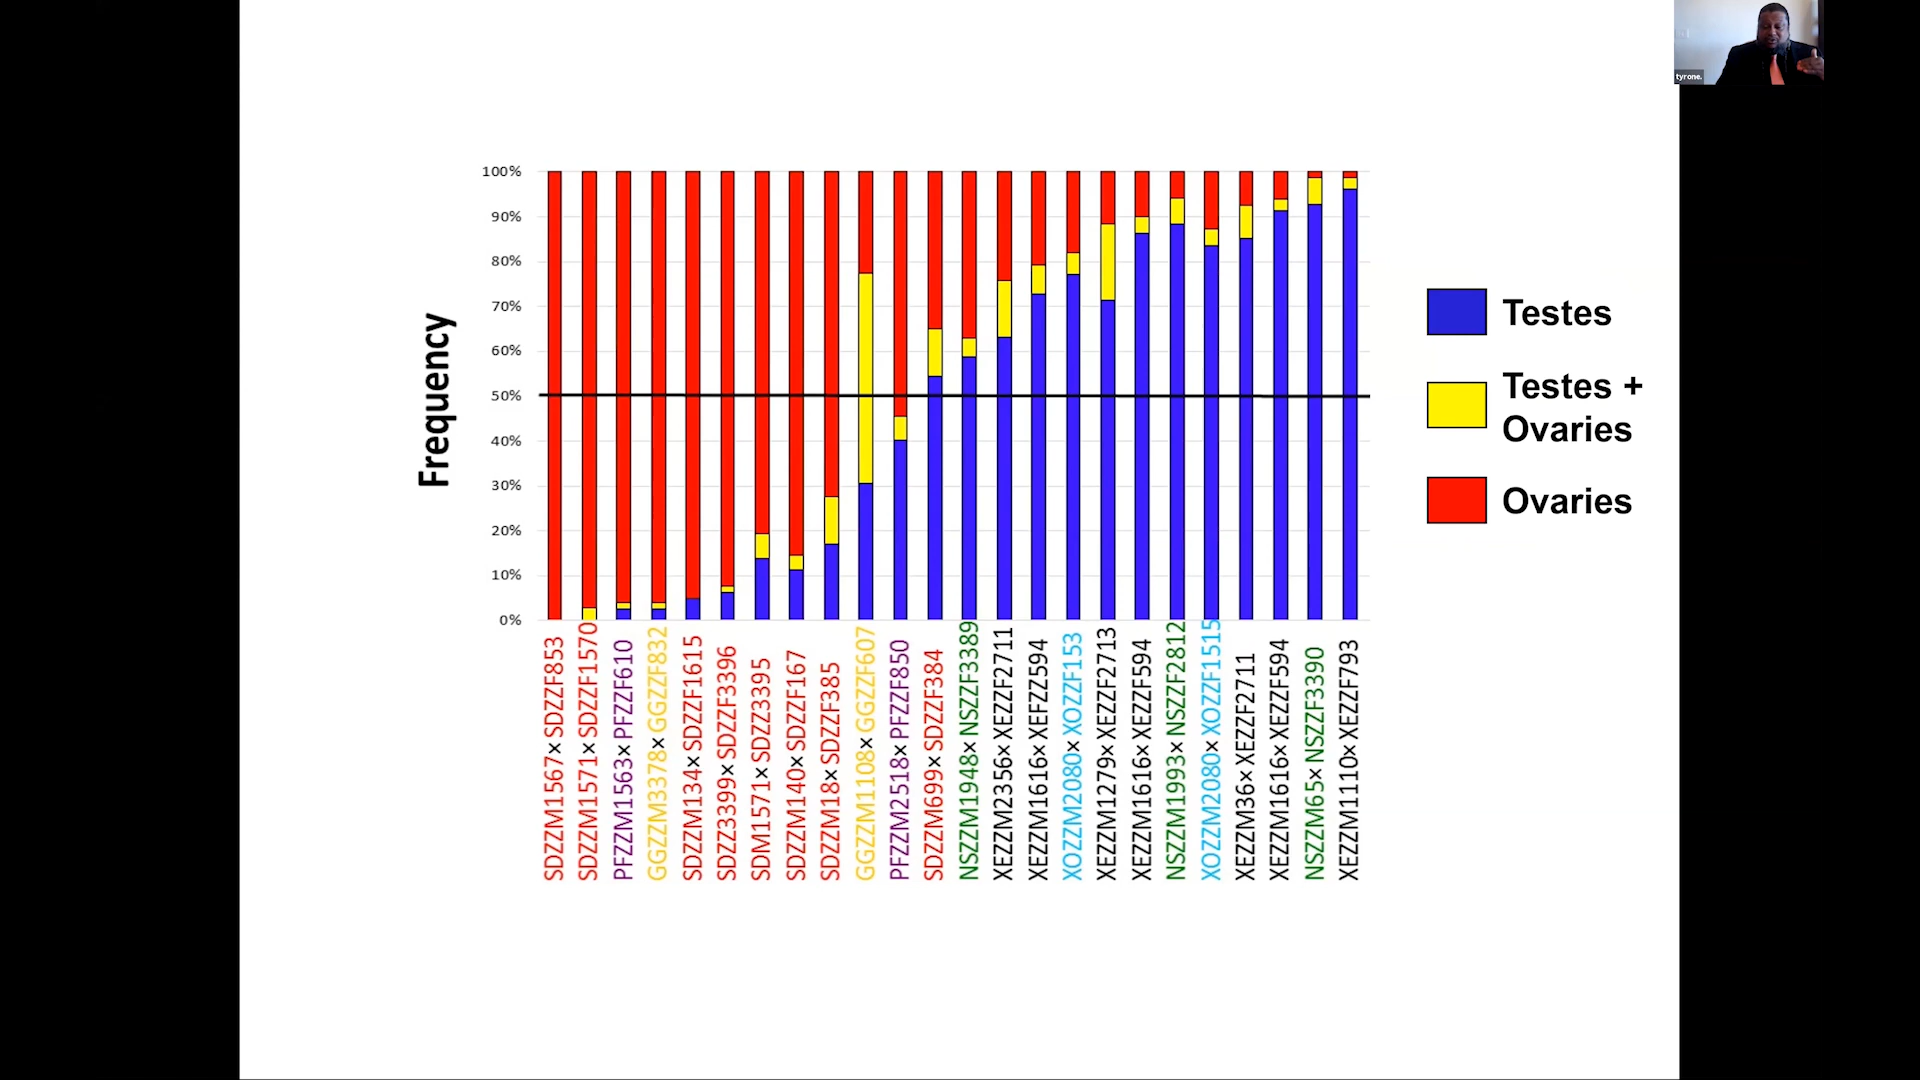 tyrone.
Frequency
100%
90%
80%
70%
60%
50%
40%
30%
20%
10%
0%
SDZZM1567× SDZZF853
SDZZM1571× SDZZF1570
PFZZM1563× PFZZF610
GGZZM3378× GGZZF832
SDZZM134× SDZZF1615
SDZZ3399× SDZZF3396
SDM1571× SDZZ3395
SDZZM140× SDZZF167
SDZZM18× SDZZF385
GGZZM1108× GGZZF607
PFZZM2518× PFZZF850
SDZZM699× SDZZF384
NSZZM1948× NSZZF3389
XEZZM2356× XEZZF2711
XEZZM1616× XEFZZ594
XOZZM2080× XOZZF153
XEZZM1279× XEZZF2713
XEZZM1616× XEZZF594
NSZZM1993× NSZZF2812
XOZZM2080× XOZZF1515
XEZZM36× XEZZF2711
XEZZM1616× XEZZF594
NSZZM65× NSZZF3390
XEZZM1110× XEZZF793
Testes
Testes +
Ovaries
Ovaries